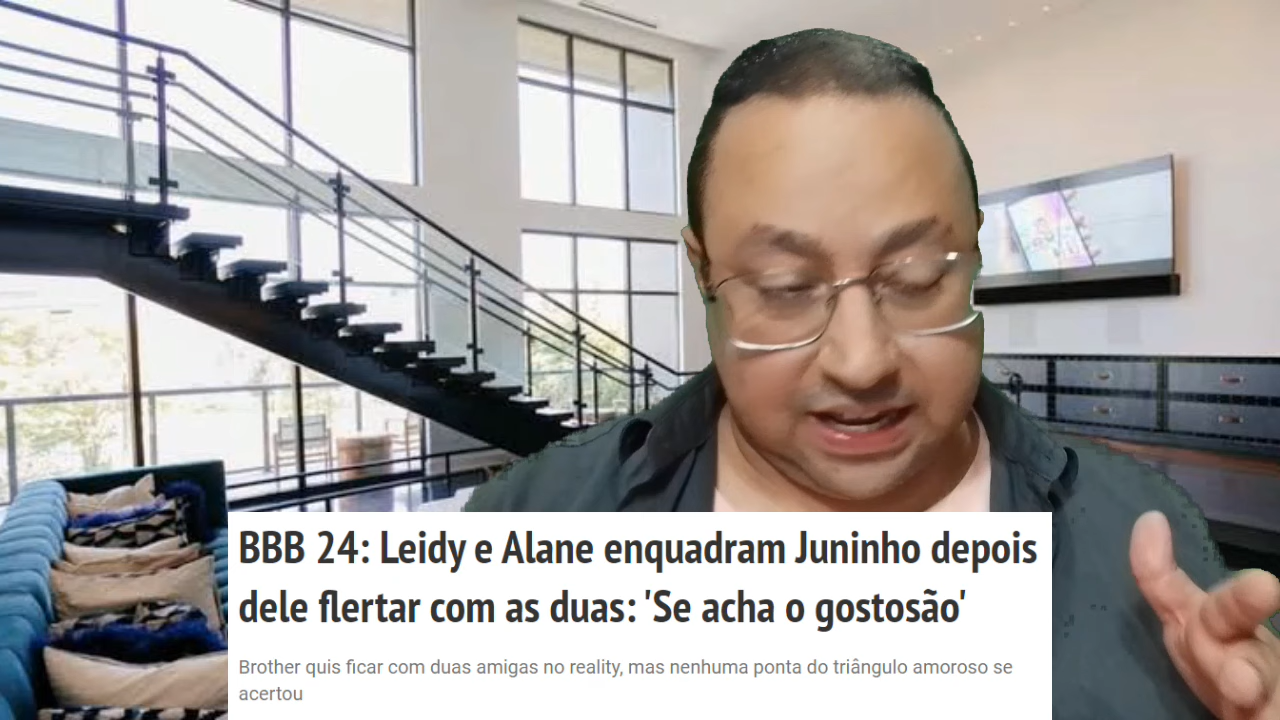 BBB 24: Leidy e Alane enquadram Juninho depois
dele flertar com as duas: 'Se acha o gostosão'
Brother quis ficar com duas amigas no reality, mas nenhuma ponta do triângulo amoroso se
acertou